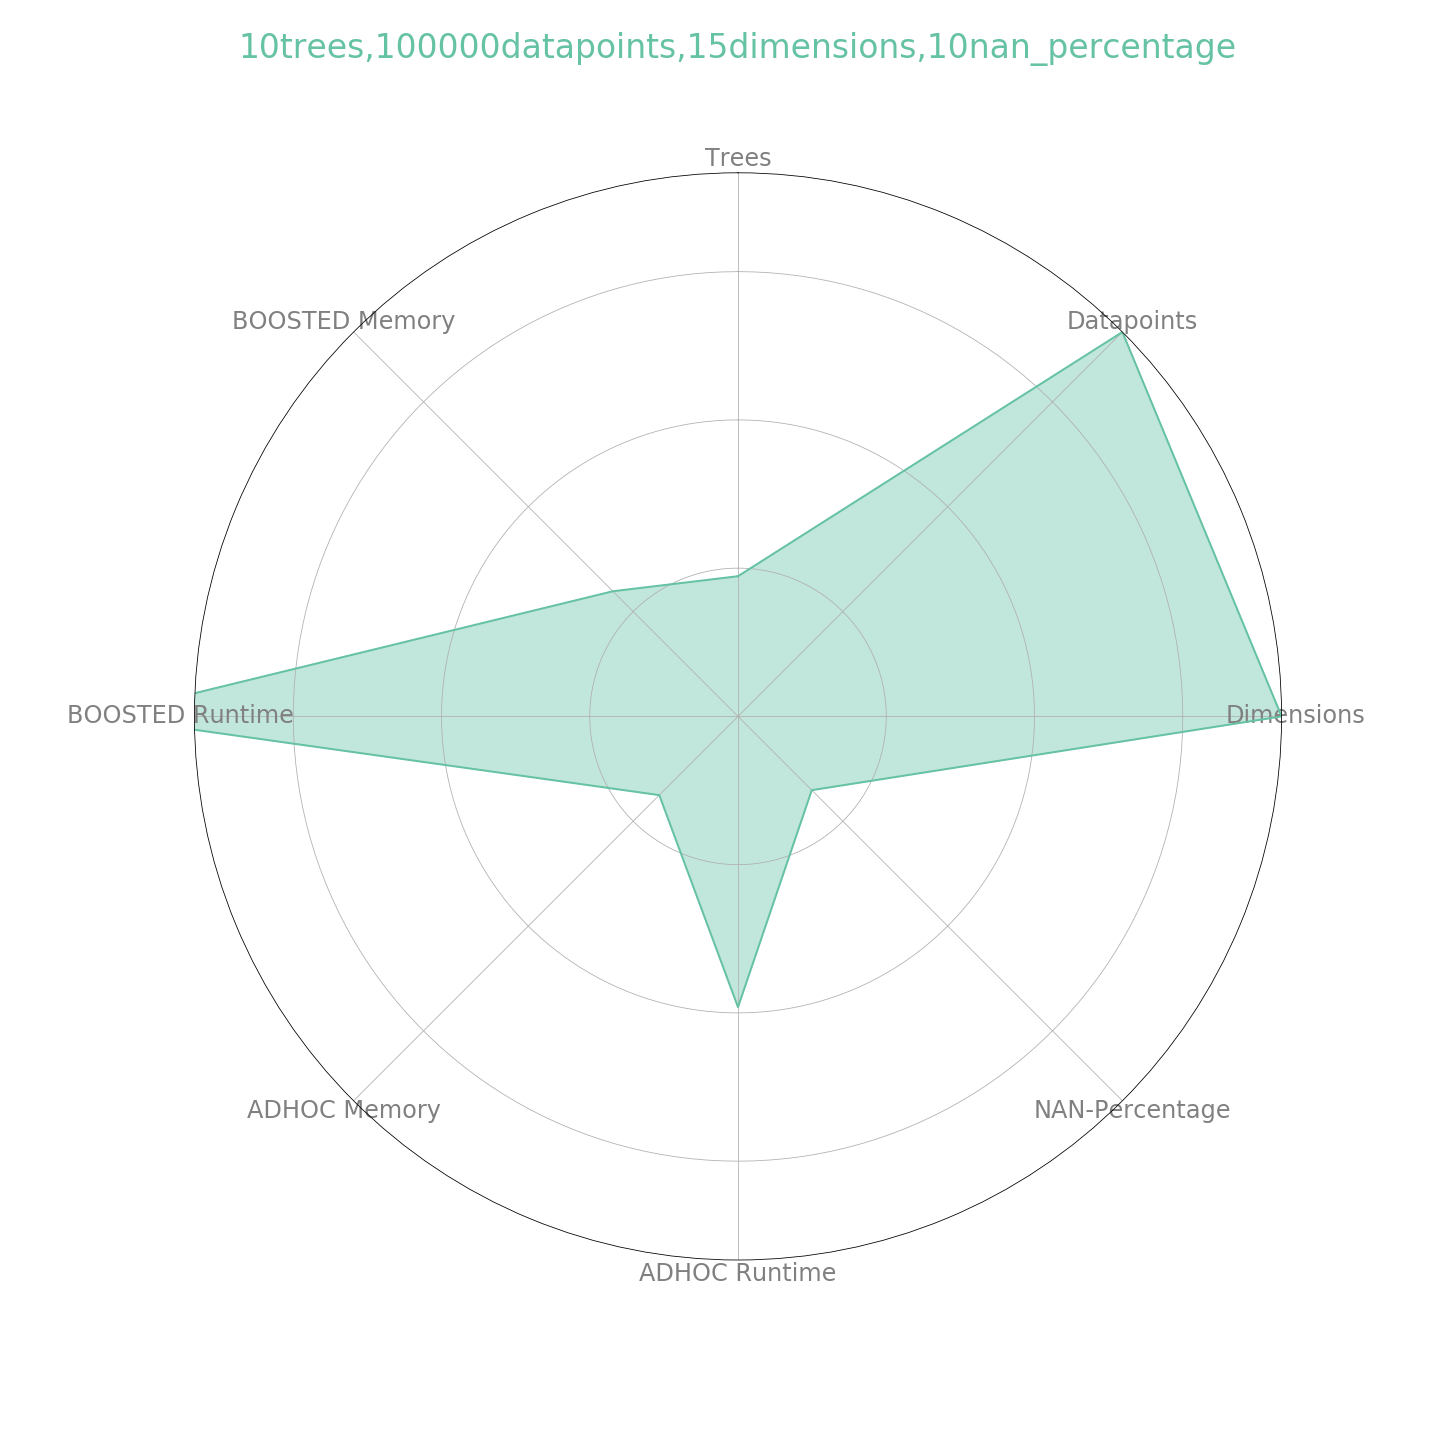 10trees,100000datapoints,15dimensions,10nan_percentage
Trees
BOOSTED Memory
Datapoints
BOOSTED Runtime
Dimensions
ADHOC Memory
NAN-Percentage
ADHOC Runtime